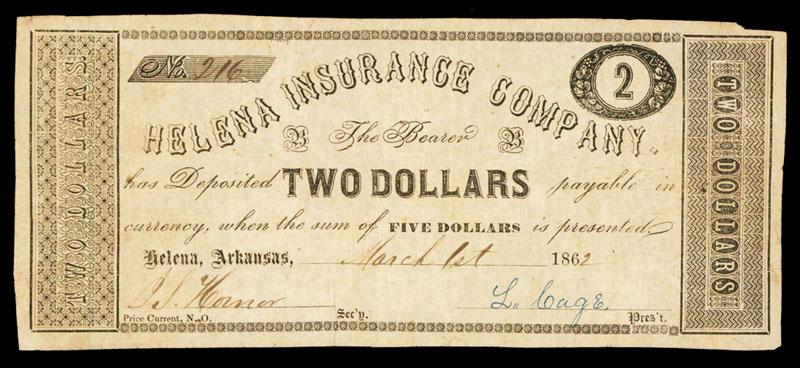 TWO DOLLARS
No. 216
2
HELENA INSURANCE COMPANY.
The Bearer
has Deposited TWO DOLLARS payable in
currency, when the sum of FIVE DOLLARS is presented.
Helena, Arkansas, March 1st 1862
J. S. Hornor Sec'y. L. Cage Pres't.
Price Current, N. O.
TWO DOLLARS